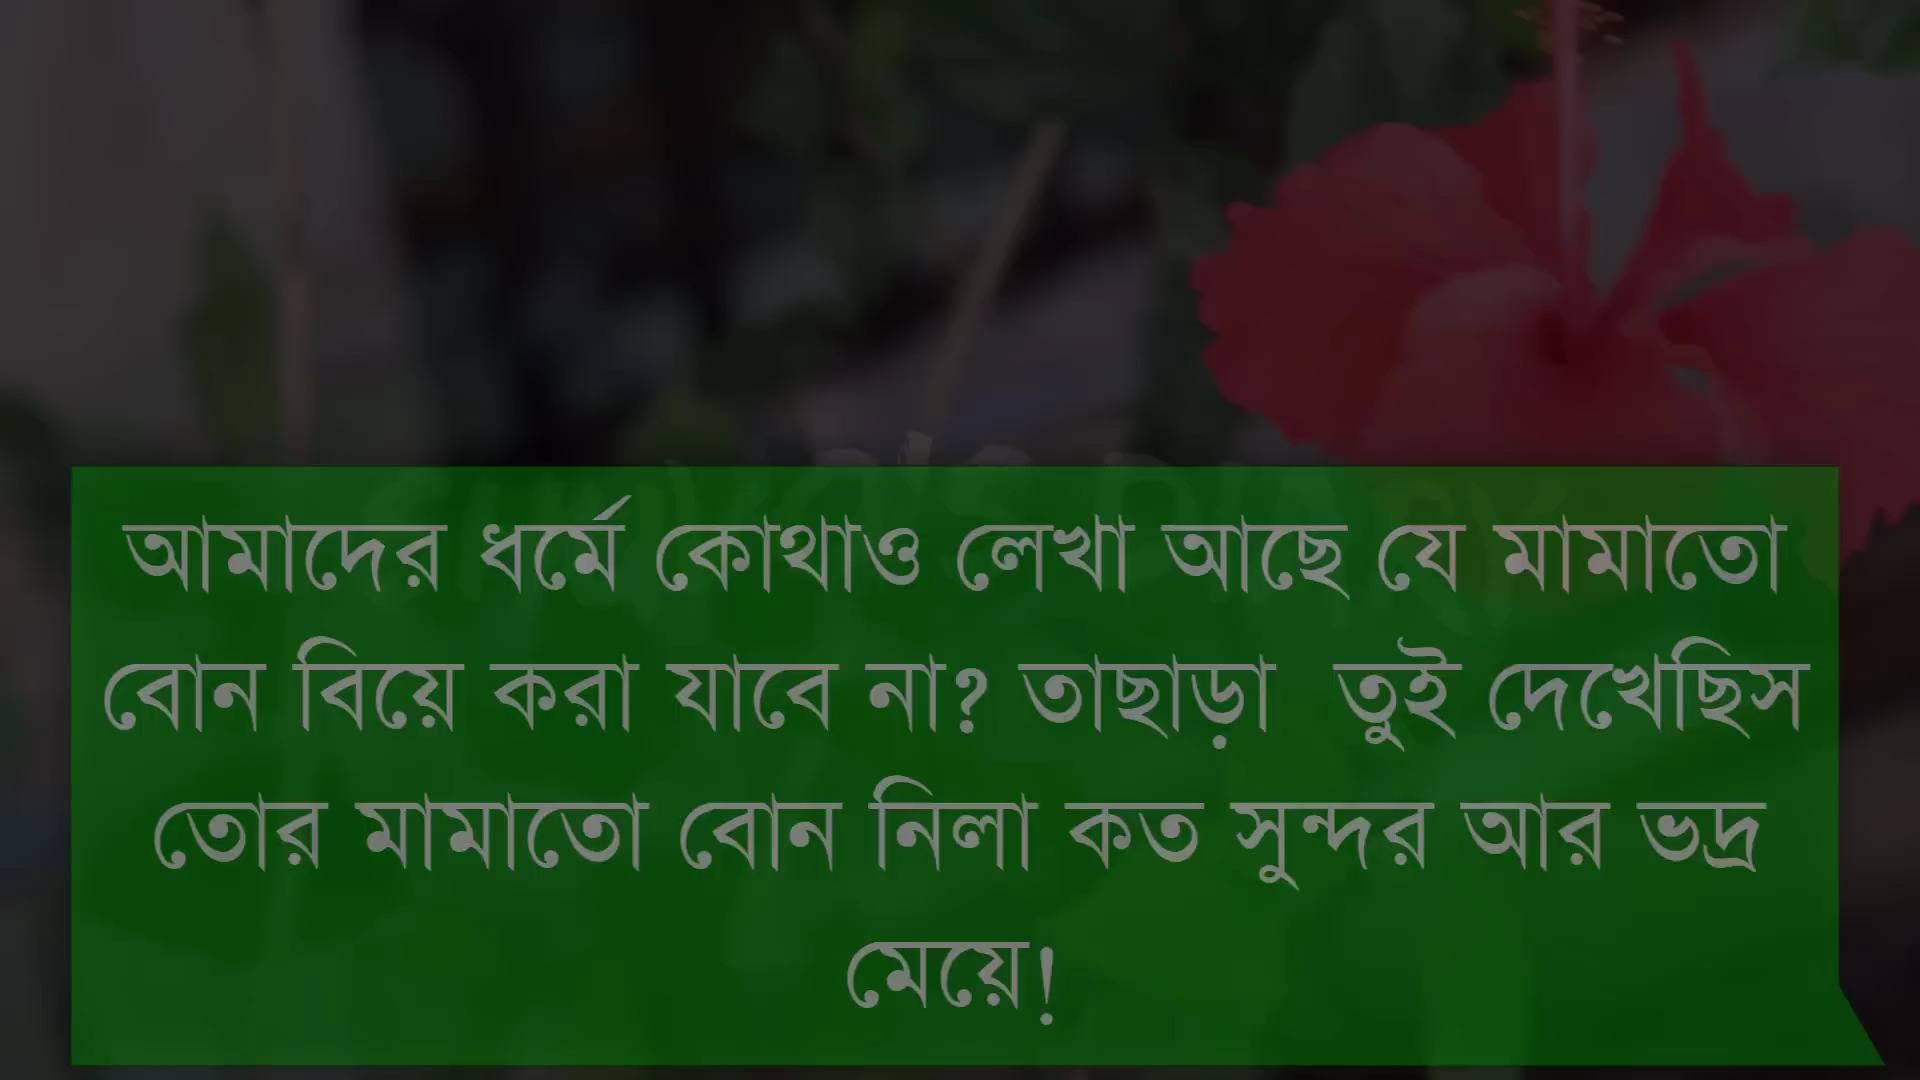 আমাদের ধর্মে কোথাও লেখা আছে যে মামাতো
বোন বিয়ে করা যাবে না? তাছাড়া তুই দেখেছিস
তোর মামাতো বোন নিলা কত সুন্দর আর ভদ্র
মেয়ে!